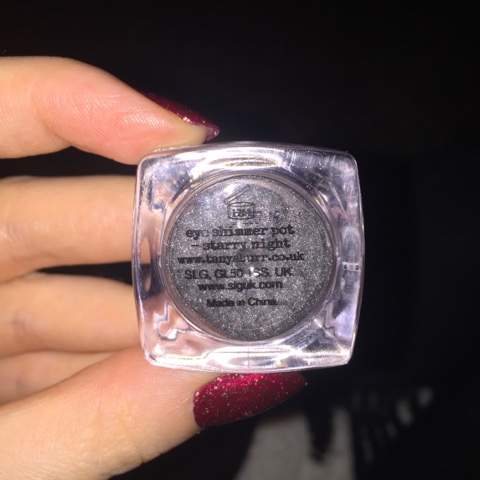 eye shimmer pot
- starry night
www.tanyaburr.co.uk
SLG, GL50 1SS, UK
www.slguk.com
Made in China